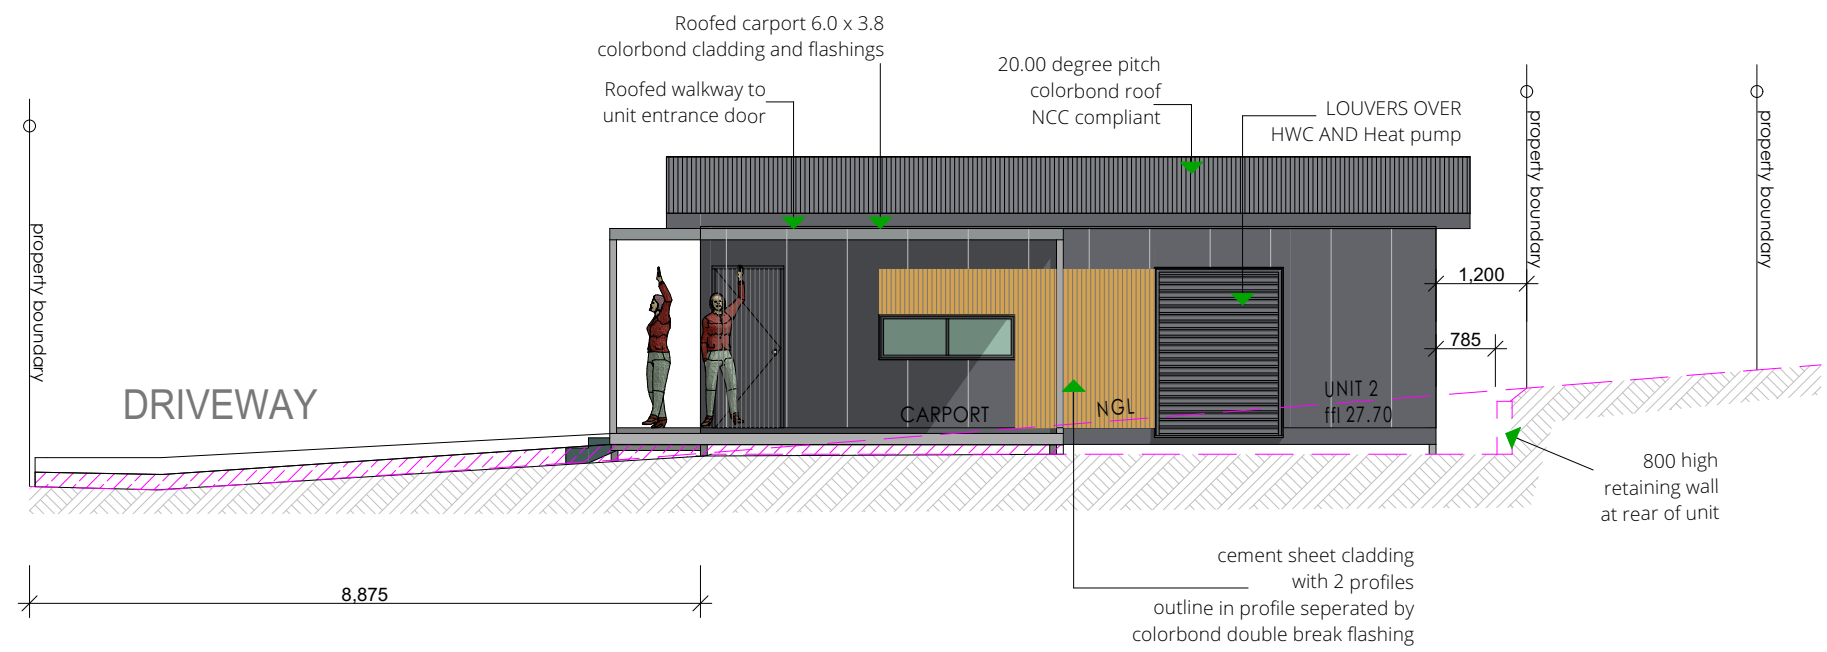 Roofed carport 6.0 x 3.8
colorbond cladding and flashings
Roofed walkway to
unit entrance door
20.00 degree pitch
colorbond roof
NCC compliant
LOUVERS OVER
HWC AND Heat pump
property boundary
property boundary
property boundary
1,200
785
DRIVEWAY
CARPORT
NGL
UNIT 2
ffl 27.70
800 high
retaining wall
at rear of unit
cement sheet cladding
with 2 profiles
outline in profile seperated by
colorbond double break flashing
8,875